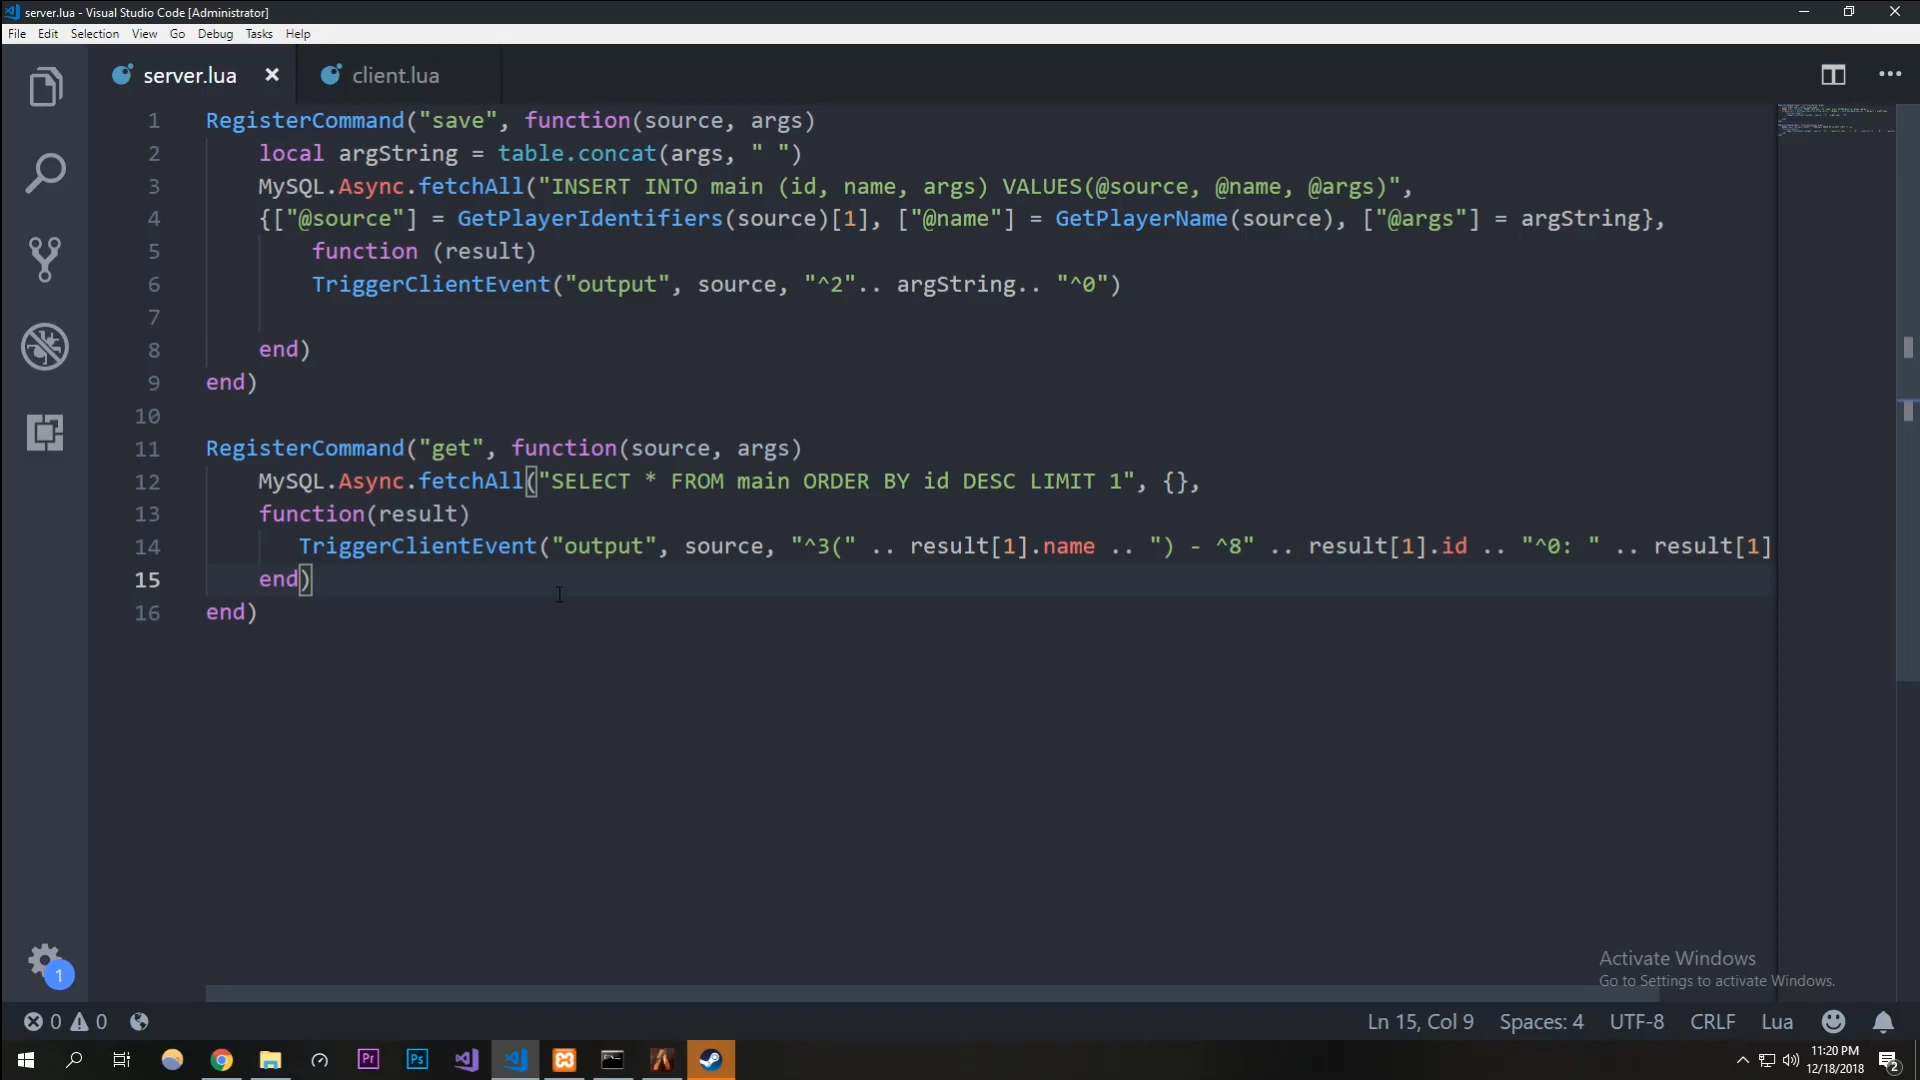 server.lua - Visual Studio Code [Administrator]
File Edit Selection View Go Debug Tasks Help
server.lua × client.lua
1 RegisterCommand("save", function(source, args)
2 local argString = table.concat(args, " ")
3 MySQL.Async.fetchAll("INSERT INTO main (id, name, args) VALUES(@source, @name, @args)",
4 {["@source"] = GetPlayerIdentifiers(source)[1], ["@name"] = GetPlayerName(source), ["@args"] = argString},
5 function (result)
6 TriggerClientEvent("output", source, "^2".. argString.. "^0")
7
8 end)
9 end)
10
11 RegisterCommand("get", function(source, args)
12 MySQL.Async.fetchAll("SELECT * FROM main ORDER BY id DESC LIMIT 1", {},
13 function(result)
14 TriggerClientEvent("output", source, "^3(" .. result[1].name .. ") - ^8" .. result[1].id .. "^0: " .. result[1]
15 end)
16 end)
1
Activate Windows
Go to Settings to activate Windows.
0 0 Ln 15, Col 9 Spaces: 4 UTF-8 CRLF Lua
Pr Ps
11:20 PM
12/18/2018
2